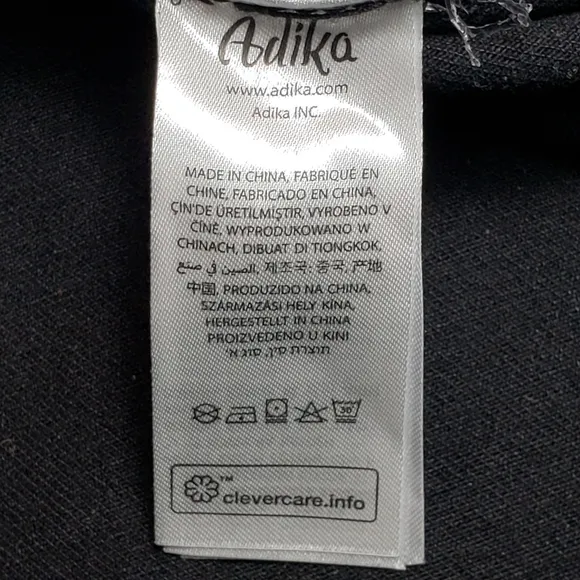 Adika
www.adika.com
Adika INC.
MADE IN CHINA, FABRIQUÉ EN
CHINE, FABRICADO EN CHINA,
ÇİN'DE ÜRETİLMİŞTİR, VYROBENO V
ČÍNĚ, WYPRODUKOWANO W
CHINACH, DIBUAT DI TIONGKOK,
الصين في صنع, 제조국: 중국, 产地
中国, PRODUZIDO NA CHINA,
SZÁRMAZÁSI HELY KÍNA,
HERGESTELLT IN CHINA
PROIZVEDENO U KINI
תוצרת סין, סוג א'
30
clevercare.info™